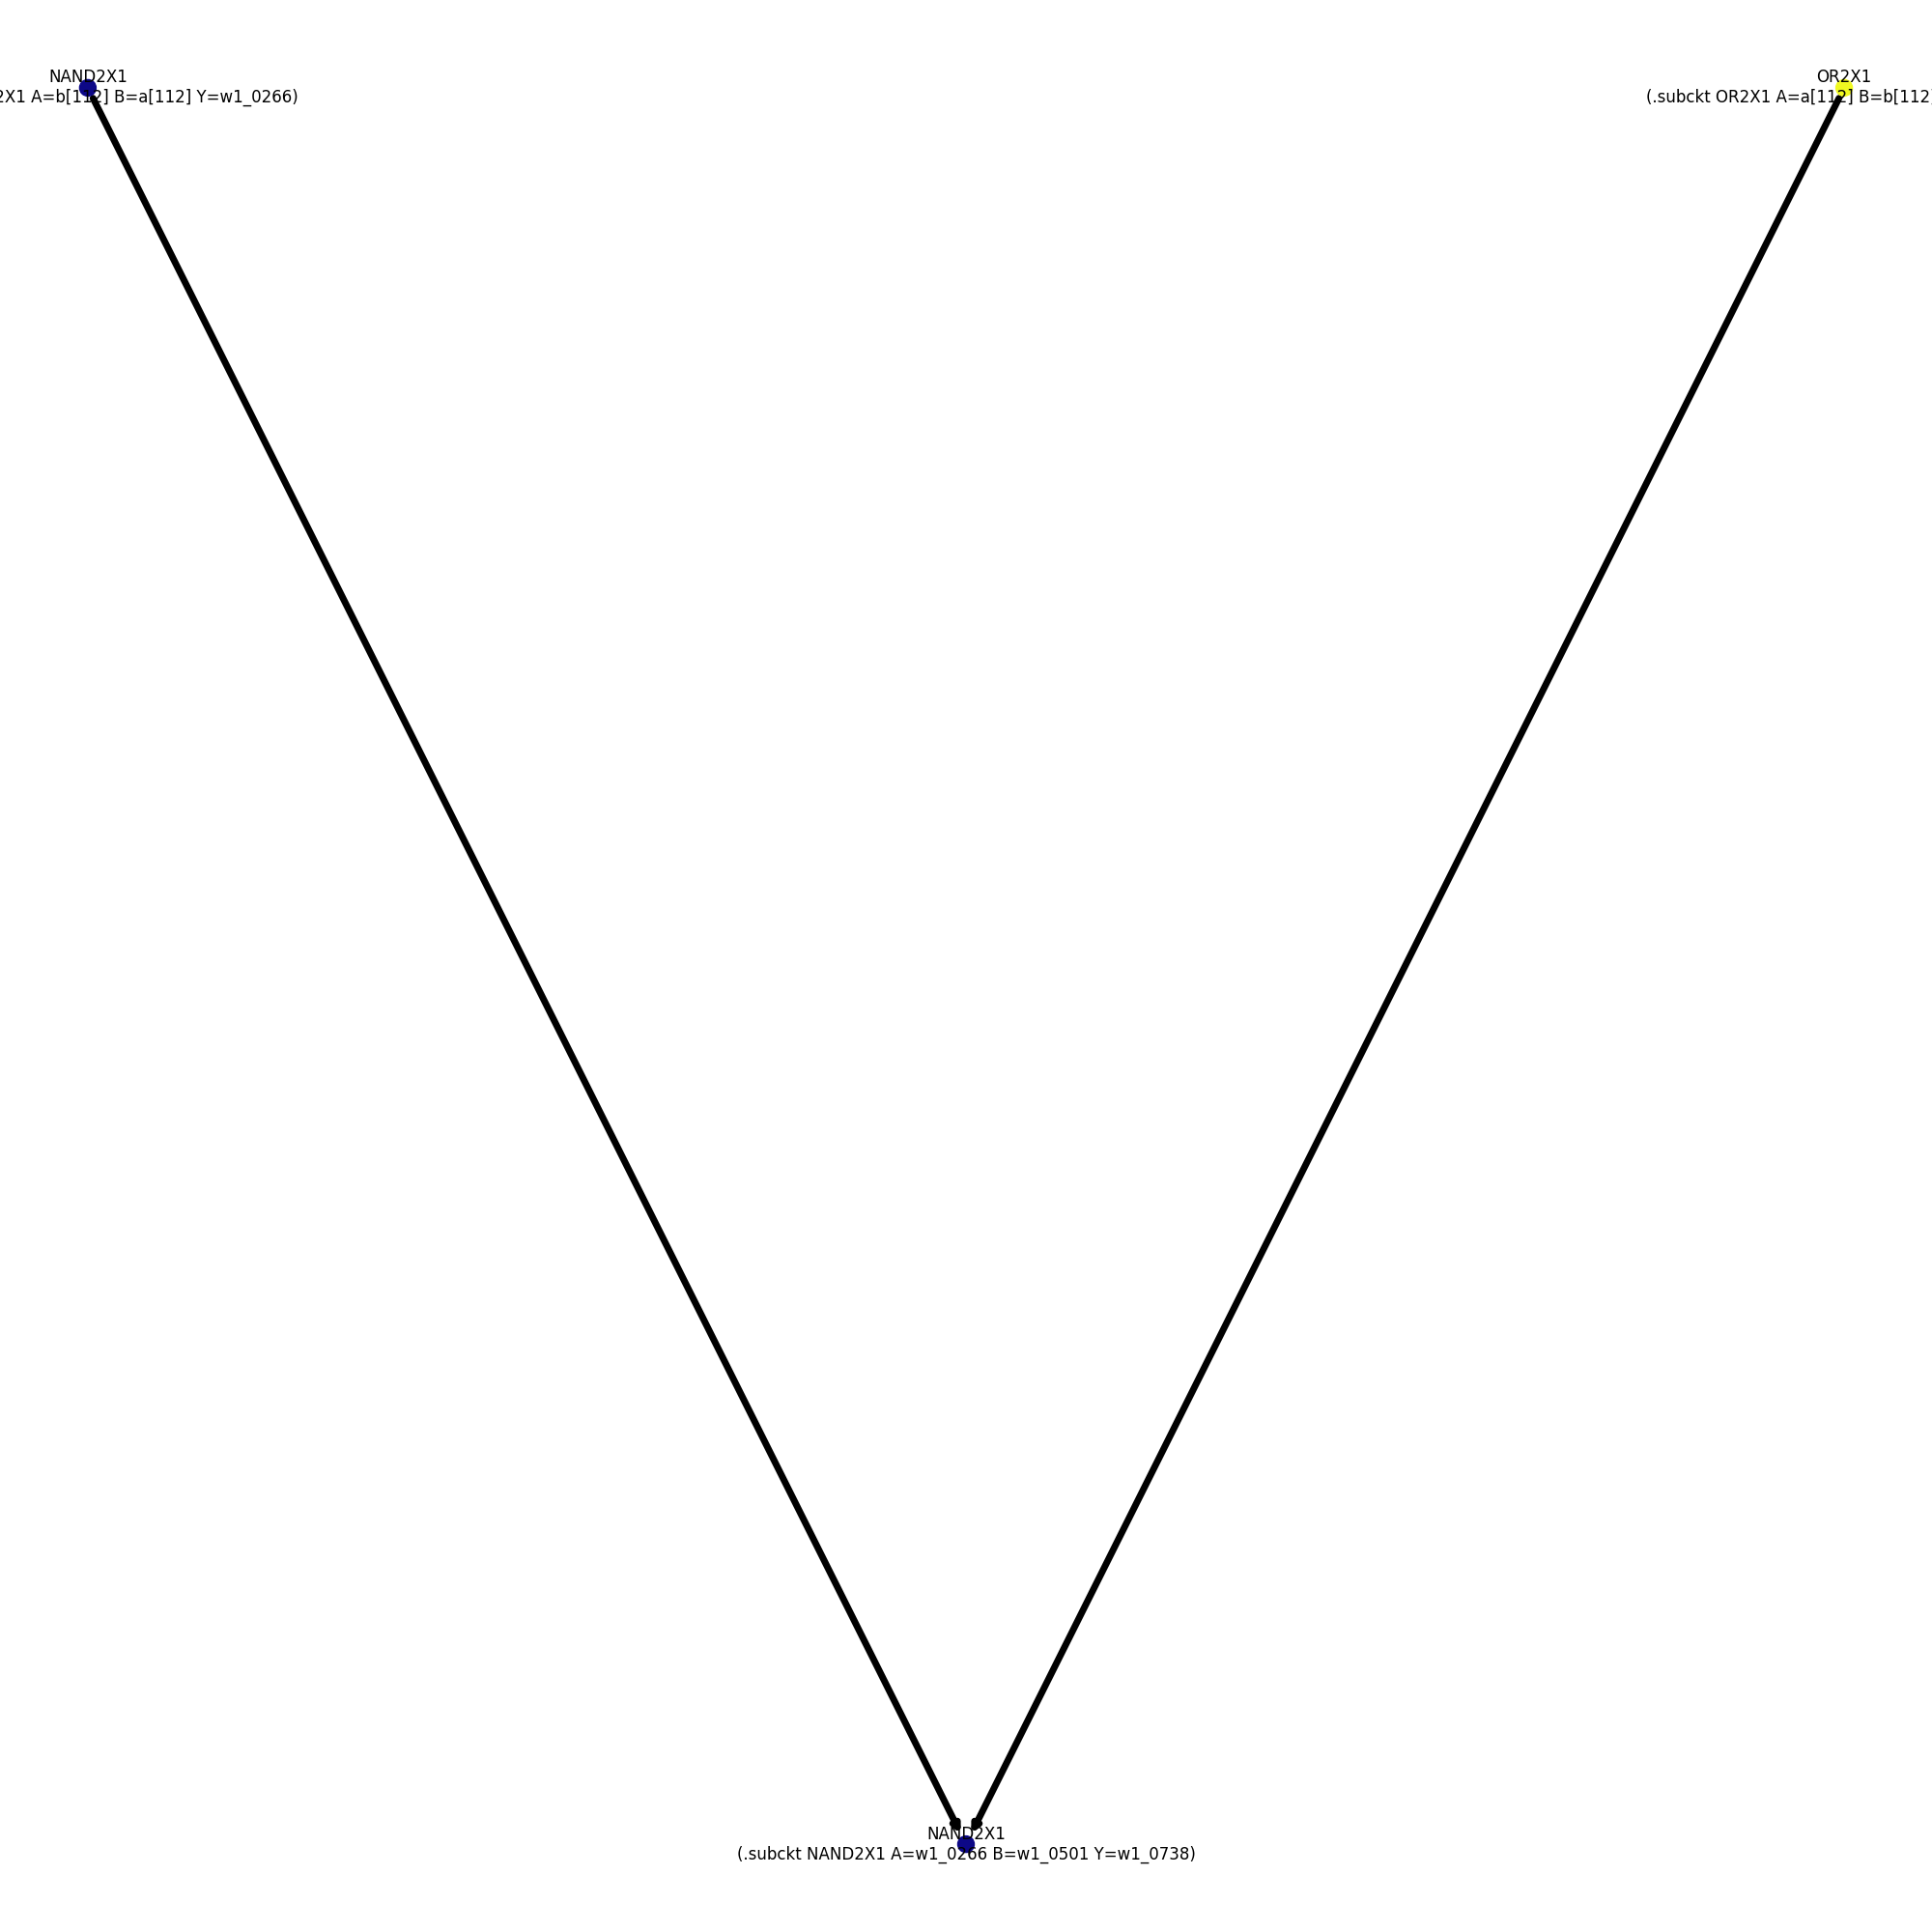 NAND2X1
2X1 A=b[112] B=a[112] Y=w1_0266)
OR2X1
(.subckt OR2X1 A=a[112] B=b[112]
NAND2X1
(.subckt NAND2X1 A=w1_0266 B=w1_0501 Y=w1_0738)